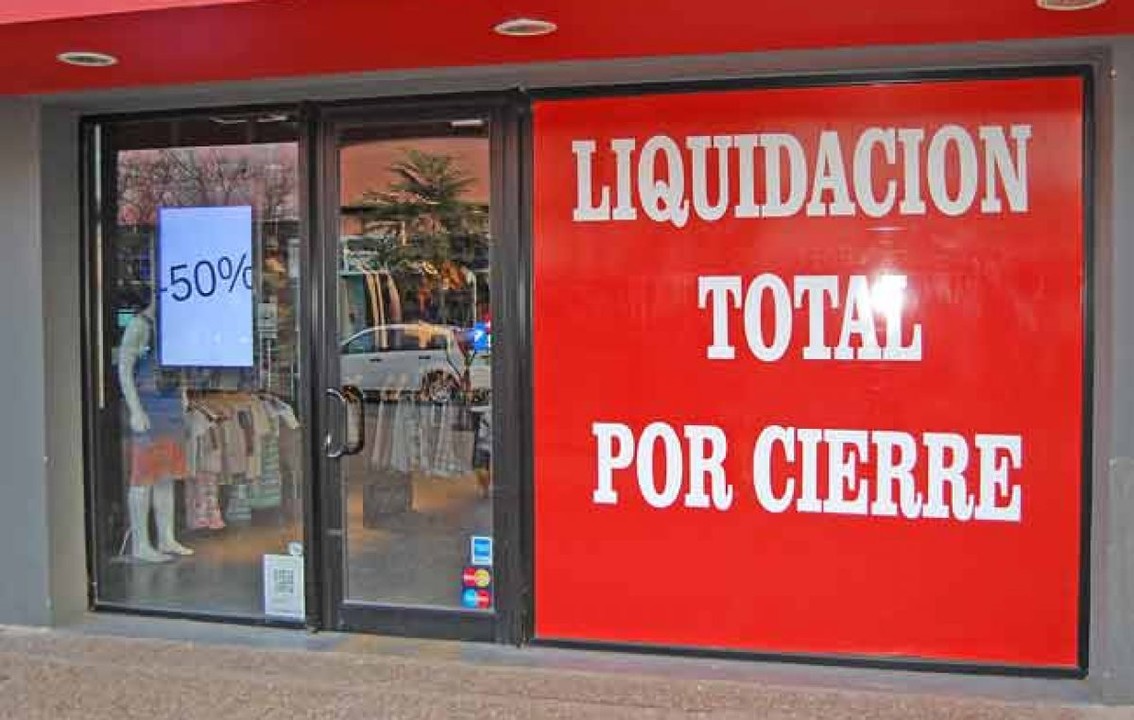 -50%
LIQUIDACION
TOTAL
POR CIERRE